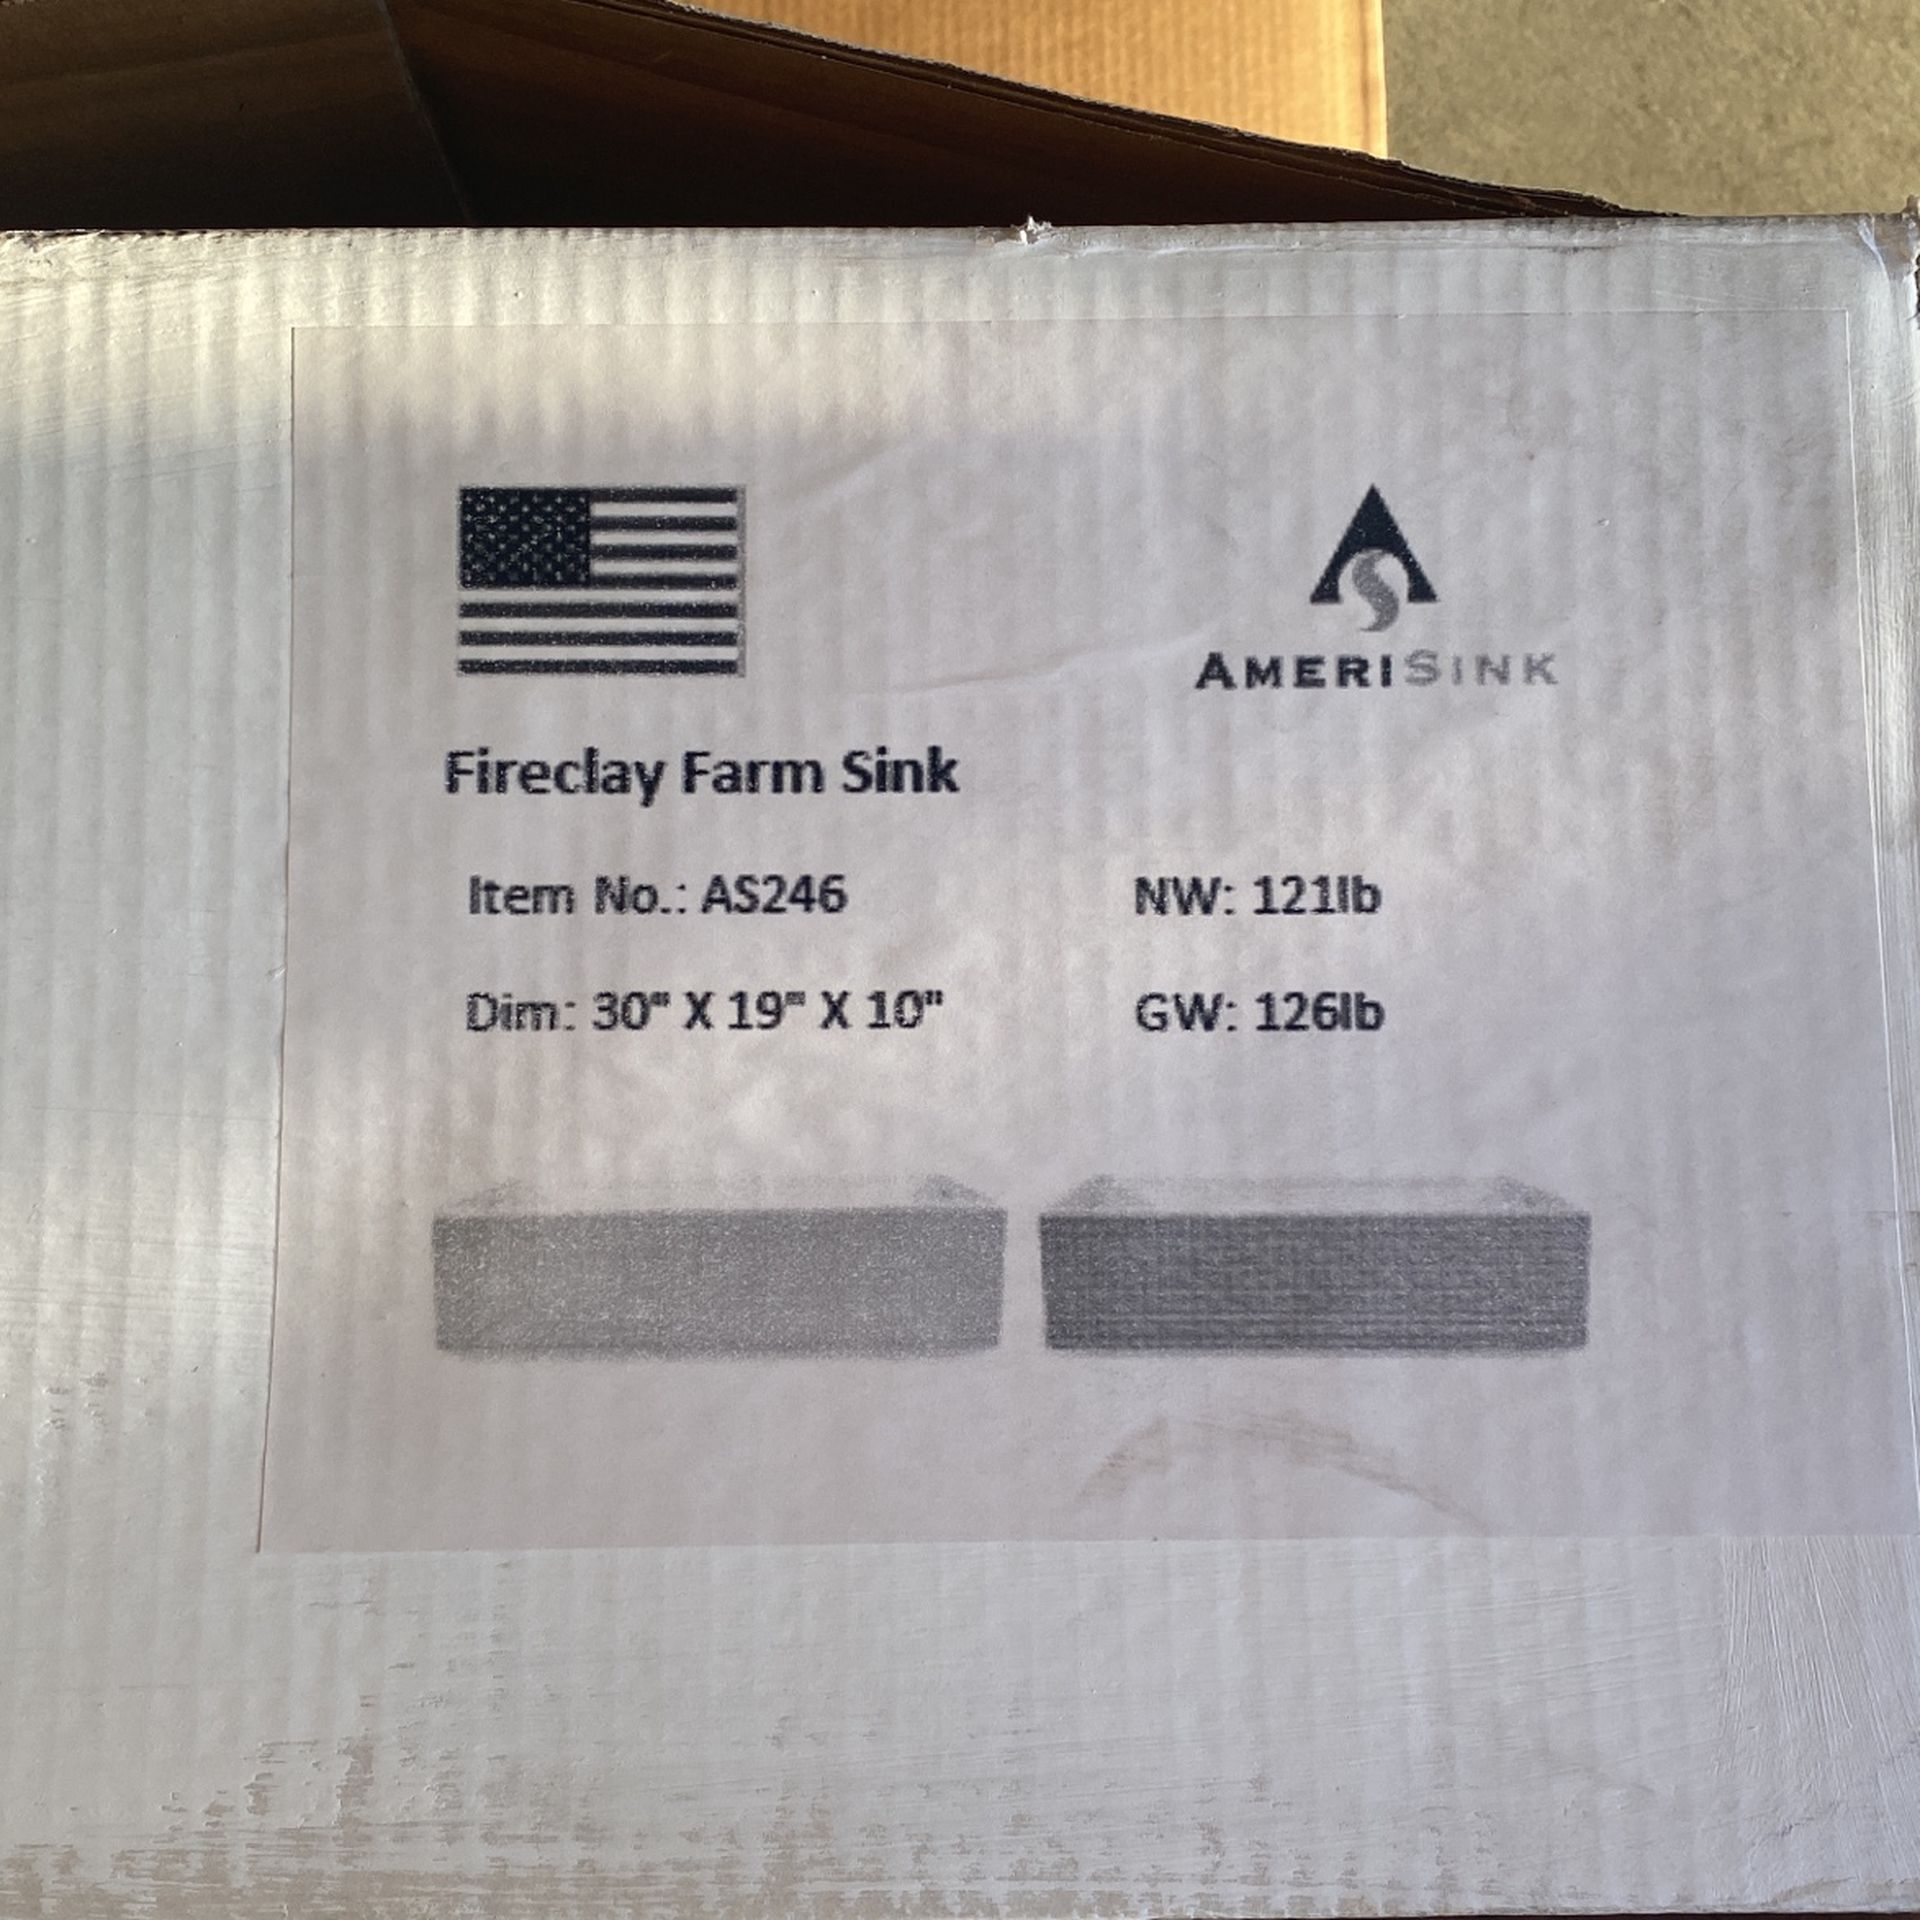 AMERISINK
Fireclay Farm Sink
Item No.: AS246 NW: 121lb
Dim: 30" X 19" X 10" GW: 126lb